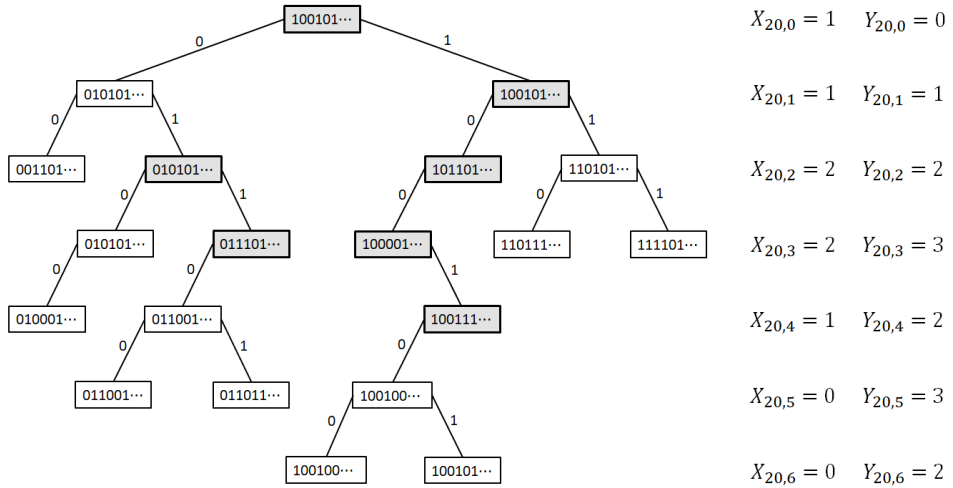 100101⋯
X₂₀,₀ = 1 Y₂₀,₀ = 0
0 1
010101⋯ 100101⋯
X₂₀,₁ = 1 Y₂₀,₁ = 1
0 1 0 1
001101⋯ 010101⋯ 101101⋯ 110101⋯
X₂₀,₂ = 2 Y₂₀,₂ = 2
0 1 0 0 1
010101⋯ 011101⋯ 100001⋯ 110111⋯ 111101⋯
X₂₀,₃ = 2 Y₂₀,₃ = 3
0 0 1
010001⋯ 011001⋯ 100111⋯
X₂₀,₄ = 1 Y₂₀,₄ = 2
0 1 0
011001⋯ 011011⋯ 100100⋯
X₂₀,₅ = 0 Y₂₀,₅ = 3
0 1
100100⋯ 100101⋯
X₂₀,₆ = 0 Y₂₀,₆ = 2